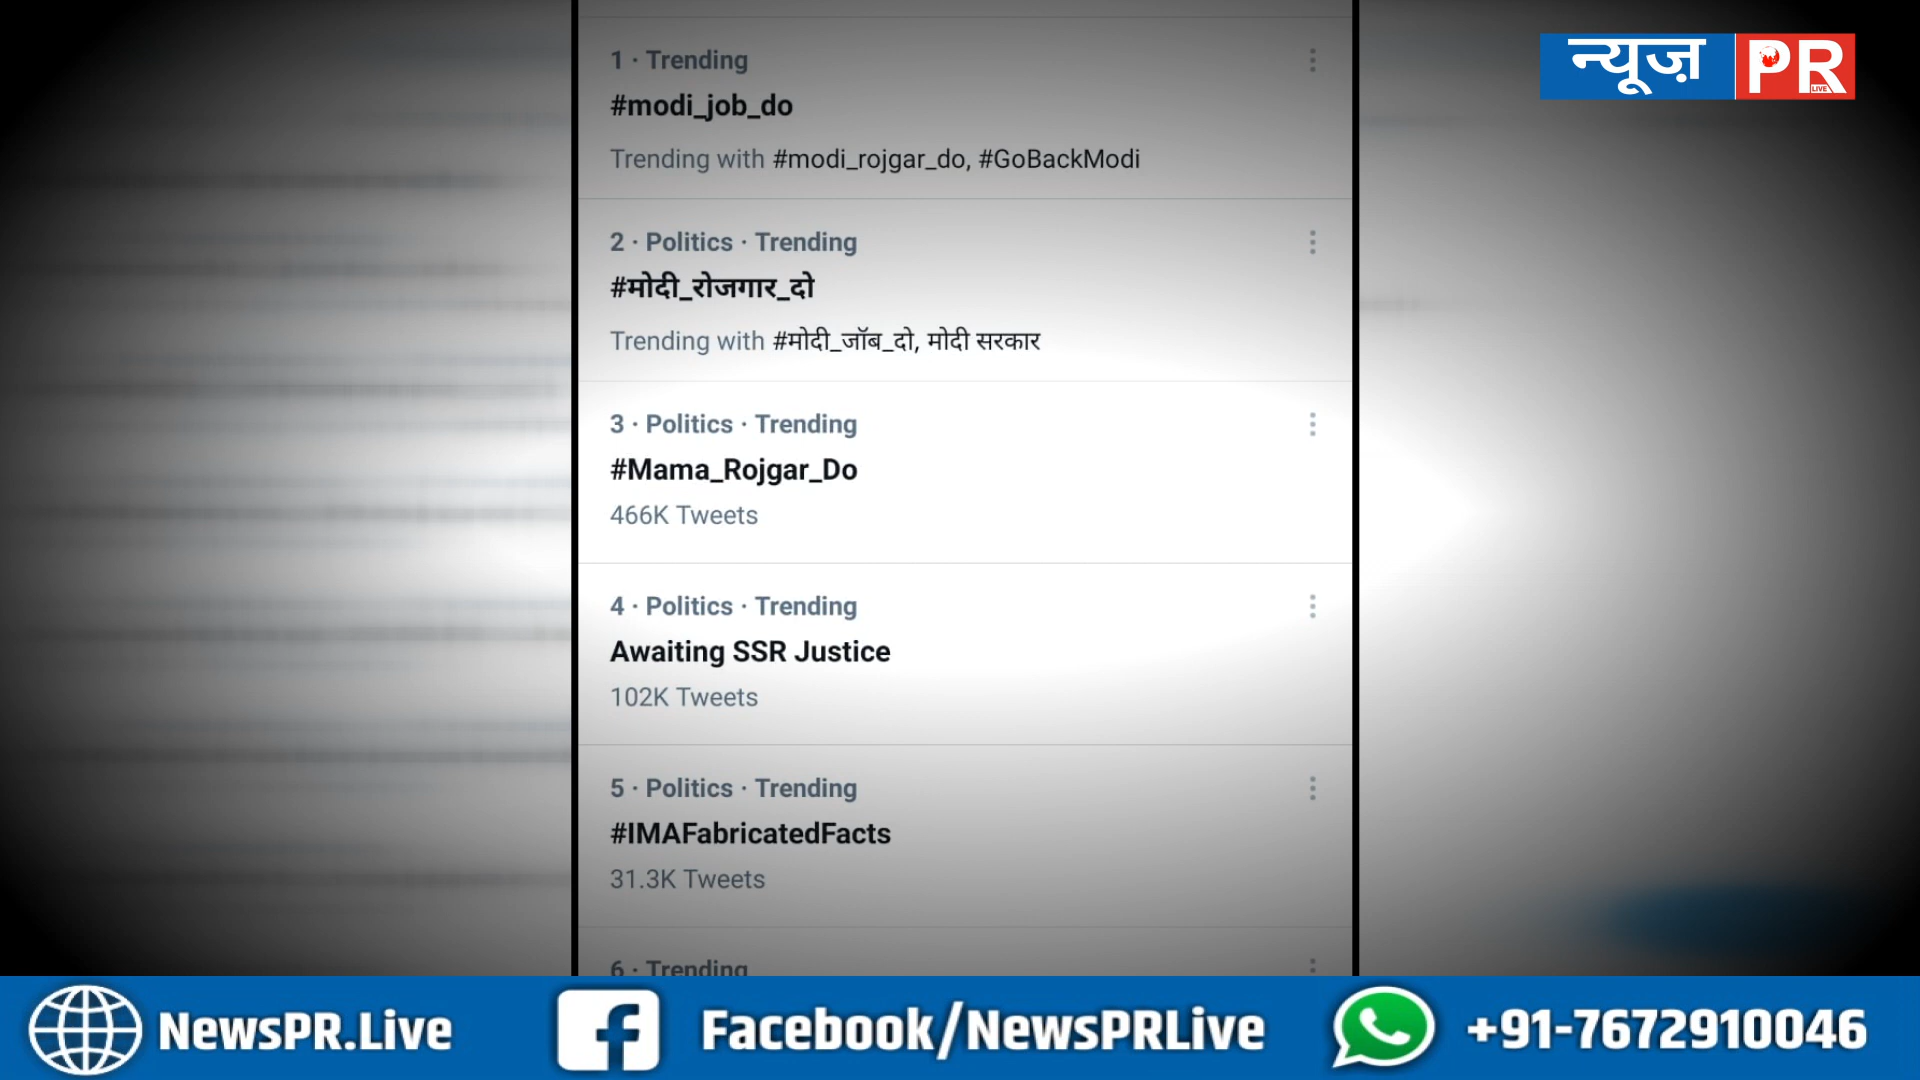 1 · Trending
#modi_job_do
Trending with #modi_rojgar_do, #GoBackModi
2 · Politics · Trending
#मोदी_रोजगार_दो
Trending with #मोदी_जॉब_दो, मोदी सरकार
3 · Politics · Trending
#Mama_Rojgar_Do
466K Tweets
4 · Politics · Trending
Awaiting SSR Justice
102K Tweets
5 · Politics · Trending
#IMAFabricatedFacts
31.3K Tweets
6 · Trending
न्यूज़ PR
LIVE
NewsPR.Live
Facebook/NewsPRLive
+91-7672910046